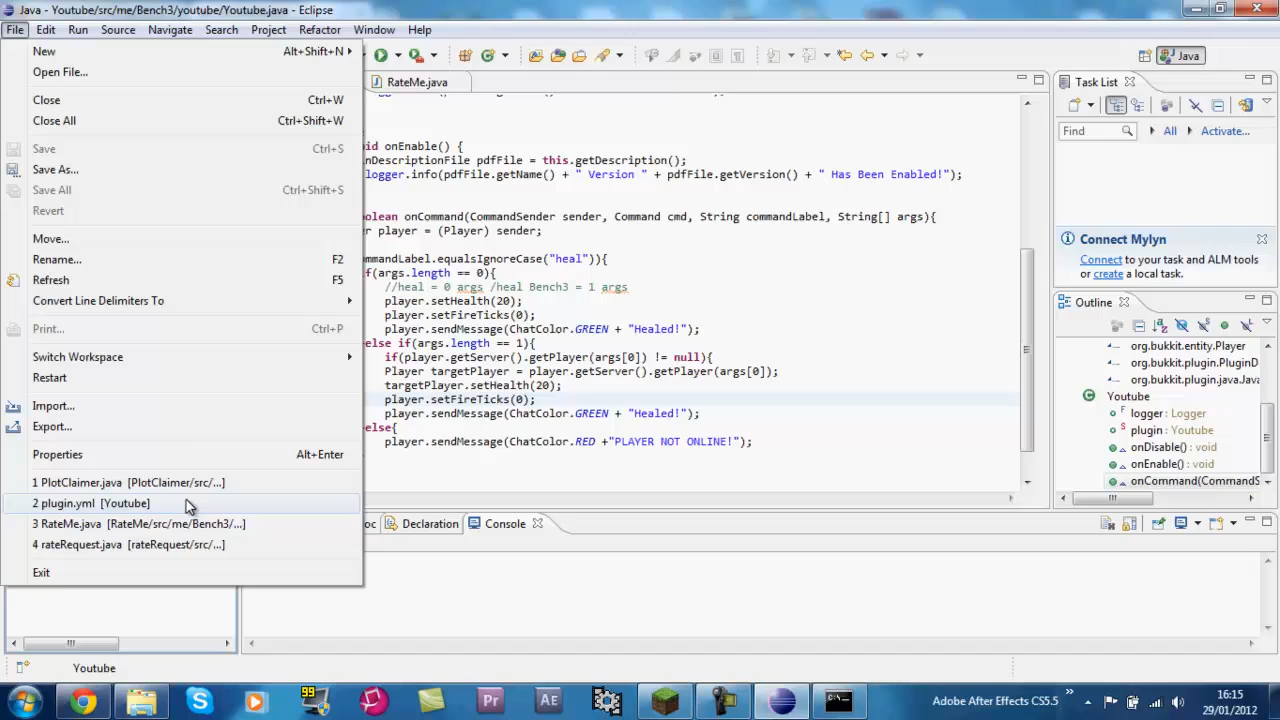 Java - Youtube/src/me/Bench3/youtube/Youtube.java - Eclipse
File Edit Run Source Navigate Search Project Refactor Window Help
New Alt+Shift+N
Open File...
Close Ctrl+W
Close All Ctrl+Shift+W
Save Ctrl+S
Save As...
Save All Ctrl+Shift+S
Revert
Move...
Rename... F2
Refresh F5
Convert Line Delimiters To
Print... Ctrl+P
Switch Workspace
Restart
Import...
Export...
Properties Alt+Enter
1 PlotClaimer.java [PlotClaimer/src/...]
2 plugin.yml [Youtube]
3 RateMe.java [RateMe/src/me/Bench3/...]
4 rateRequest.java [rateRequest/src/...]
Exit
Java
RateMe.java
id onEnable() {
nDescriptionFile pdfFile = this.getDescription();
logger.info(pdfFile.getName() + " Version " + pdfFile.getVersion() + " Has Been Enabled!");
olean onCommand(CommandSender sender, Command cmd, String commandLabel, String[] args){
er player = (Player) sender;
mmandLabel.equalsIgnoreCase("heal")){
f(args.length == 0){
//heal = 0 args /heal Bench3 = 1 args
player.setHealth(20);
player.setFireTicks(0);
player.sendMessage(ChatColor.GREEN + "Healed!");
else if(args.length == 1){
if(player.getServer().getPlayer(args[0]) != null){
Player targetPlayer = player.getServer().getPlayer(args[0]);
targetPlayer.setHealth(20);
player.setFireTicks(0);
player.sendMessage(ChatColor.GREEN + "Healed!");
else{
player.sendMessage(ChatColor.RED +"PLAYER NOT ONLINE!");
Task List
Find All Activate...
Connect Mylyn
Connect to your task and ALM tools
or create a local task.
Outline
org.bukkit.entity.Player
org.bukkit.plugin.PluginD
org.bukkit.plugin.java.Java
Youtube
logger : Logger
plugin : Youtube
onDisable() : void
onEnable() : void
onCommand(CommandS
oc Declaration Console
Youtube
99
Pr
AE
Adobe After Effects CS5.5
16:15
29/01/2012